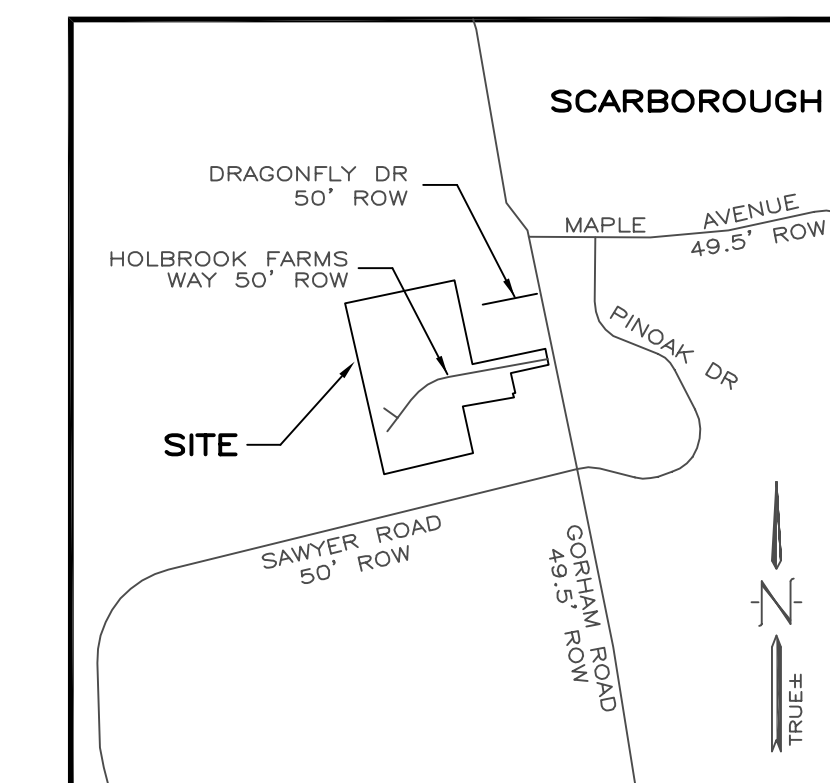 SCARBOROUGH
DRAGONFLY DR
50' ROW
MAPLE AVENUE
49.5' ROW
HOLBROOK FARMS
WAY 50' ROW
PINOAK DR
SITE
SAWYER ROAD
50' ROW
GORHAM ROAD
49.5' ROW
N
TRUE±